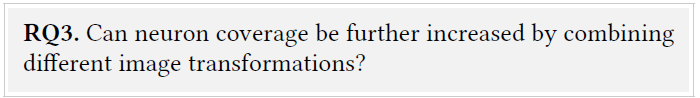 RQ3. Can neuron coverage be further increased by combining
different image transformations?